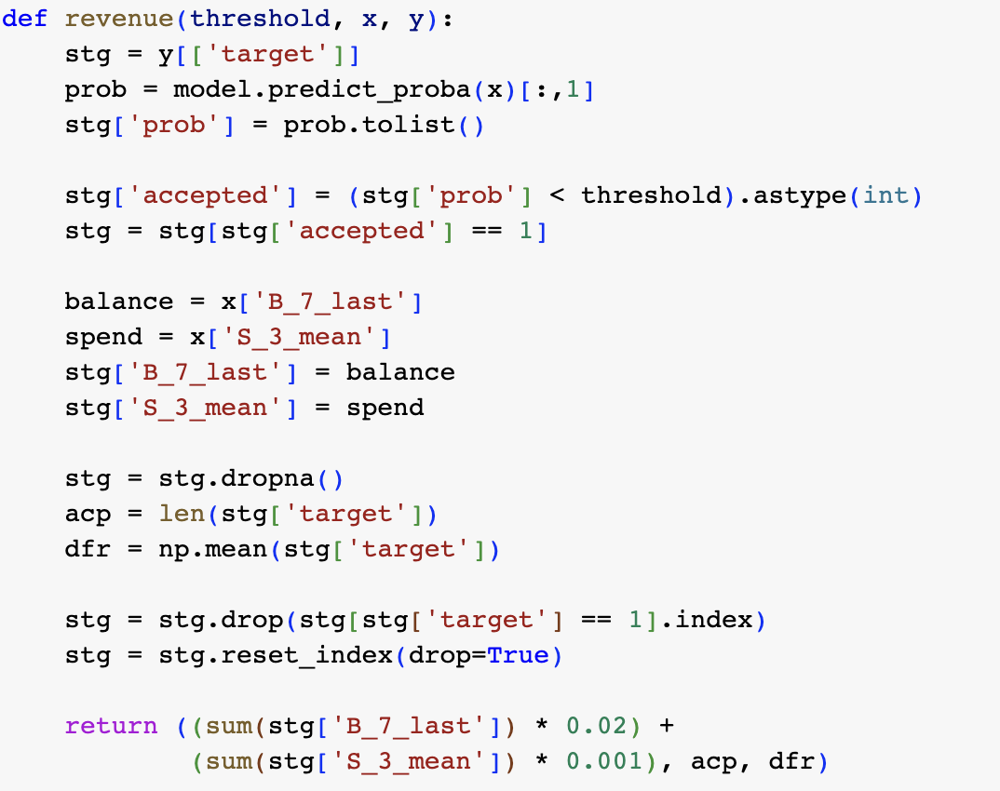 def revenue(threshold, x, y):
    stg = y[['target']]
    prob = model.predict_proba(x)[:,1]
    stg['prob'] = prob.tolist()

    stg['accepted'] = (stg['prob'] < threshold).astype(int)
    stg = stg[stg['accepted'] == 1]

    balance = x['B_7_last']
    spend = x['S_3_mean']
    stg['B_7_last'] = balance
    stg['S_3_mean'] = spend

    stg = stg.dropna()
    acp = len(stg['target'])
    dfr = np.mean(stg['target'])

    stg = stg.drop(stg[stg['target'] == 1].index)
    stg = stg.reset_index(drop=True)

    return ((sum(stg['B_7_last']) * 0.02) +
            (sum(stg['S_3_mean']) * 0.001), acp, dfr)